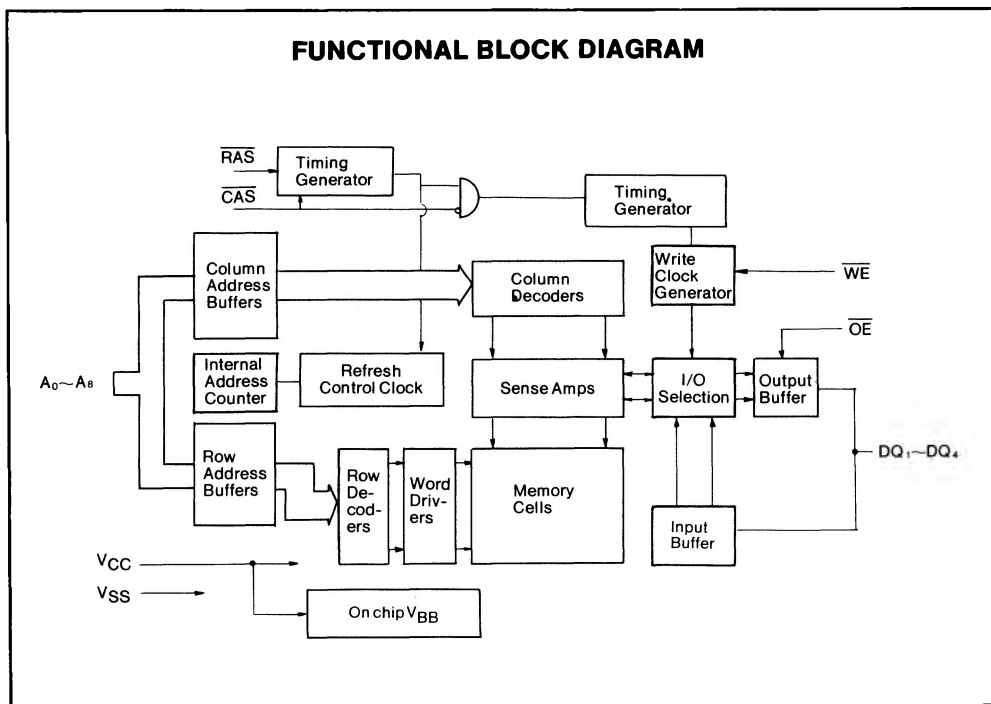 FUNCTIONAL BLOCK DIAGRAM
RAS
Timing
Generator
CAS
Timing
Generator
Column
Address
Buffers
Column
Decoders
Write
Clock
Generator
WE
OE
A0~A8
Internal
Address
Counter
Refresh
Control Clock
Sense Amps
I/O
Selection
Output
Buffer
Row
Address
Buffers
Row
De-
cod-
ers
Word
Driv-
ers
Memory
Cells
DQ1~DQ4
Input
Buffer
VCC
VSS
On chip VBB